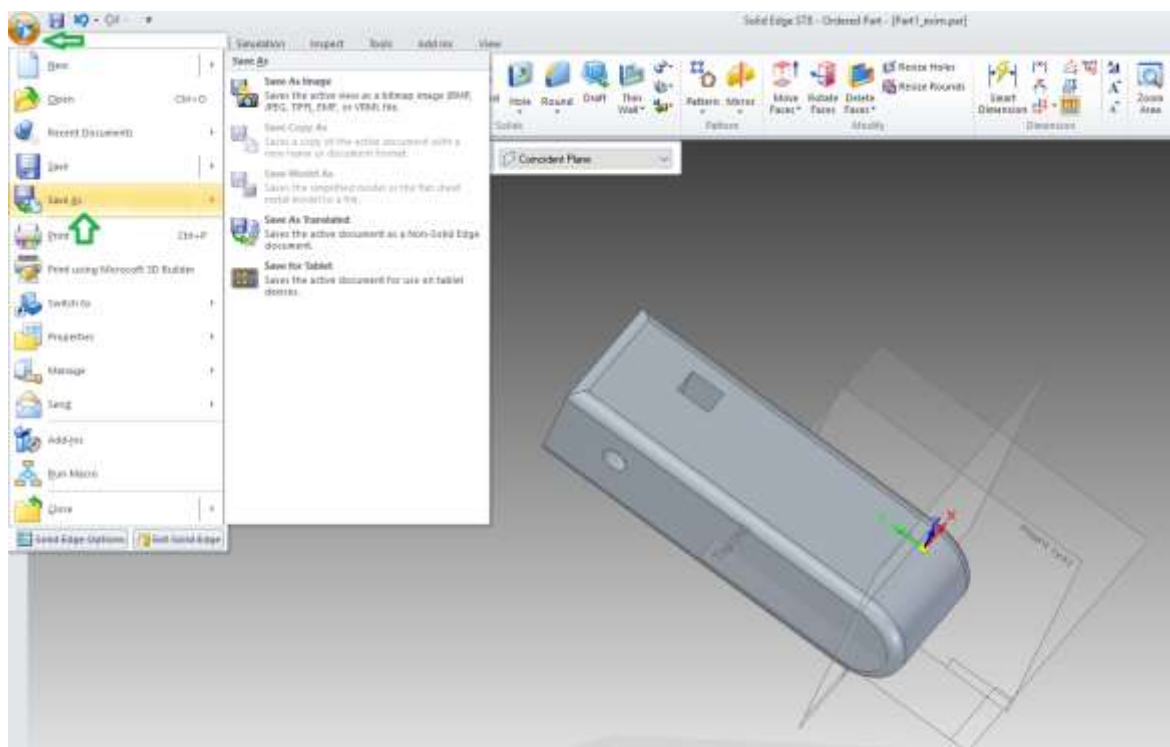 Solid Edge ST8 - Ordered Part - [Part1_mim.par]
Simulation Inspect Tools Add-Ins View
New
Open Ctrl+O
Recent Documents
Save
Save As
Print Ctrl+P
Print using Microsoft 3D Builder
Switch to
Properties
Manage
Send
Add-Ins
Run Macro
Close
Solid Edge Options Exit Solid Edge
Save As
Save As Image
Saves the active view as a bitmap image (BMP,
JPEG, TIFF), EMF, or VRML file.
Save Copy As
Saves a copy of the active document with a
new name or document format.
Save Model As
Saves the simplified model or the flat sheet
metal model to a file.
Save As Translated
Saves the active document as a Non-Solid Edge
document.
Save for Tablet
Saves the active document for use on tablet
devices.
Hole Round Draft Thin
Wall
Solids
Pattern Mirror
Pattern
Move
Faces
Rotate
Faces
Delete
Faces
Resize Holes
Resize Rounds
Modify
Smart
Dimension
Dimension
Zoom
Area
Coincident Plane